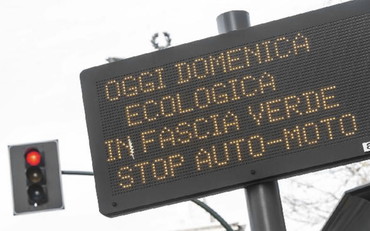 OGGI DOMENICA
ECOLOGICA
IN FASCIA VERDE
STOP AUTO-MOTO